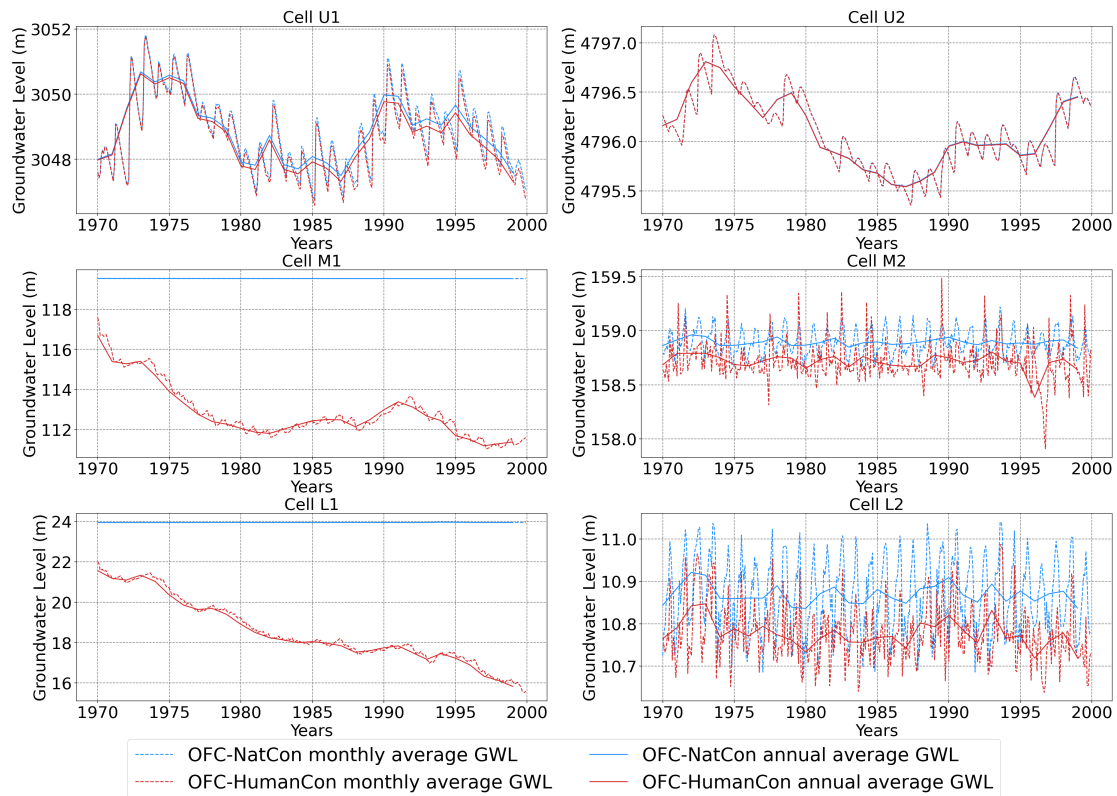 Cell U1
Groundwater Level (m)
3052
3050
3048
1970 1975 1980 1985 1990 1995 2000
Years
Cell U2
Groundwater Level (m)
4797.0
4796.5
4796.0
4795.5
1970 1975 1980 1985 1990 1995 2000
Years
Cell M1
Groundwater Level (m)
118
116
114
112
1970 1975 1980 1985 1990 1995 2000
Years
Cell M2
Groundwater Level (m)
159.5
159.0
158.5
158.0
1970 1975 1980 1985 1990 1995 2000
Years
Cell L1
Groundwater Level (m)
24
22
20
18
16
1970 1975 1980 1985 1990 1995 2000
Years
Cell L2
Groundwater Level (m)
11.0
10.9
10.8
10.7
1970 1975 1980 1985 1990 1995 2000
Years
OFC-NatCon monthly average GWL
OFC-HumanCon monthly average GWL
OFC-NatCon annual average GWL
OFC-HumanCon annual average GWL